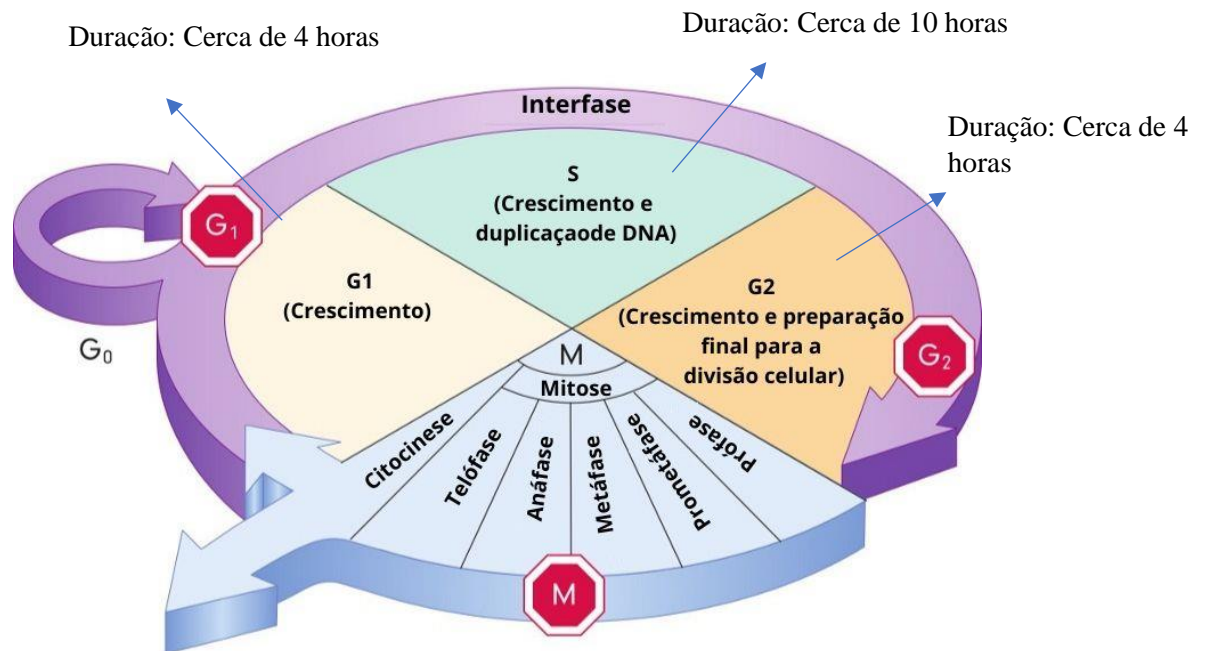 Duração: Cerca de 4 horas
Duração: Cerca de 10 horas
Duração: Cerca de 4
horas
Interfase
S
(Crescimento e
duplicaçaode DNA)
G₁
G1
(Crescimento)
G₀
G2
(Crescimento e preparação
final para a
divisão celular)
G₂
M
Mitose
Citocinese
Telófase
Anáfase
Metáfase
Prometáfase
Prófase
M